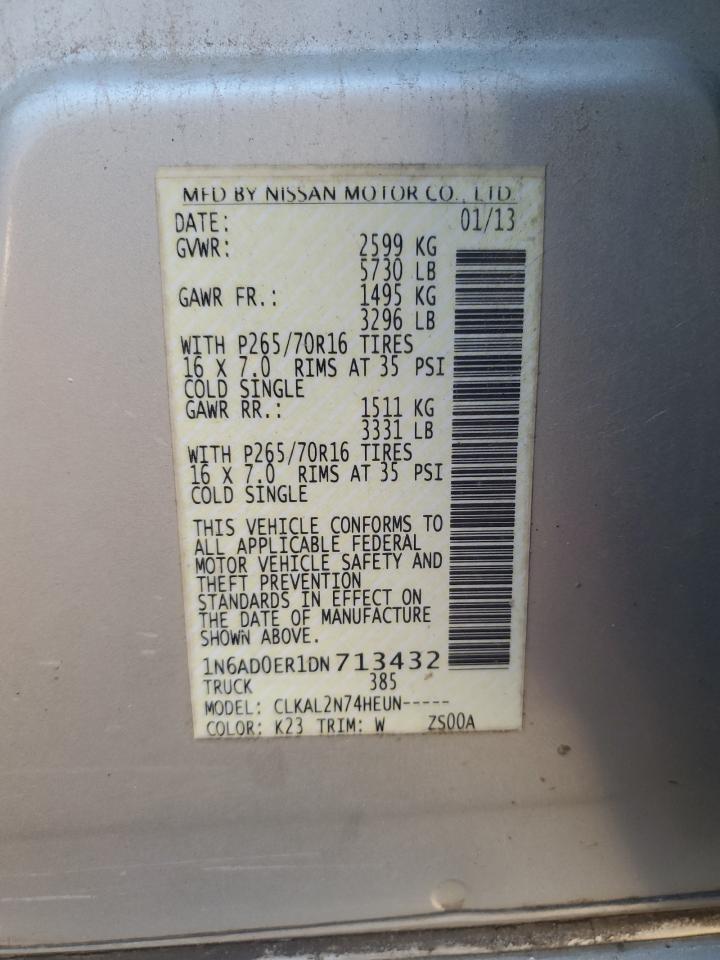 MFD BY NISSAN MOTOR CO., LTD.
DATE: 01/13
GVWR: 2599 KG
5730 LB
GAWR FR.: 1495 KG
3296 LB
WITH P265/70R16 TIRES
16 X 7.0 RIMS AT 35 PSI
COLD SINGLE
GAWR RR.: 1511 KG
3331 LB
WITH P265/70R16 TIRES
16 X 7.0 RIMS AT 35 PSI
COLD SINGLE
THIS VEHICLE CONFORMS TO
ALL APPLICABLE FEDERAL
MOTOR VEHICLE SAFETY AND
THEFT PREVENTION
STANDARDS IN EFFECT ON
THE DATE OF MANUFACTURE
SHOWN ABOVE.
1N6AD0ER1DN713432
TRUCK 385
MODEL: CLKAL2N74HEUN-----
COLOR: K23 TRIM: W ZS00A